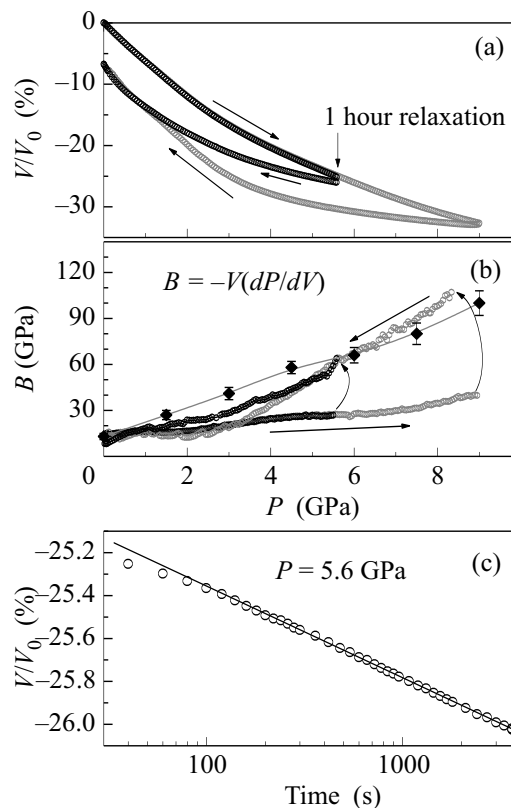 0
(a)
−10
1 hour relaxation
−20
−30
V/V0 (%)
120
(b)
B = −V(dP/dV)
90
60
30
B (GPa)
0 2 4 6 8
P (GPa)
−25.2
(c)
P = 5.6 GPa
−25.4
−25.6
−25.8
−26.0
V/V0 (%)
100 1000
Time (s)